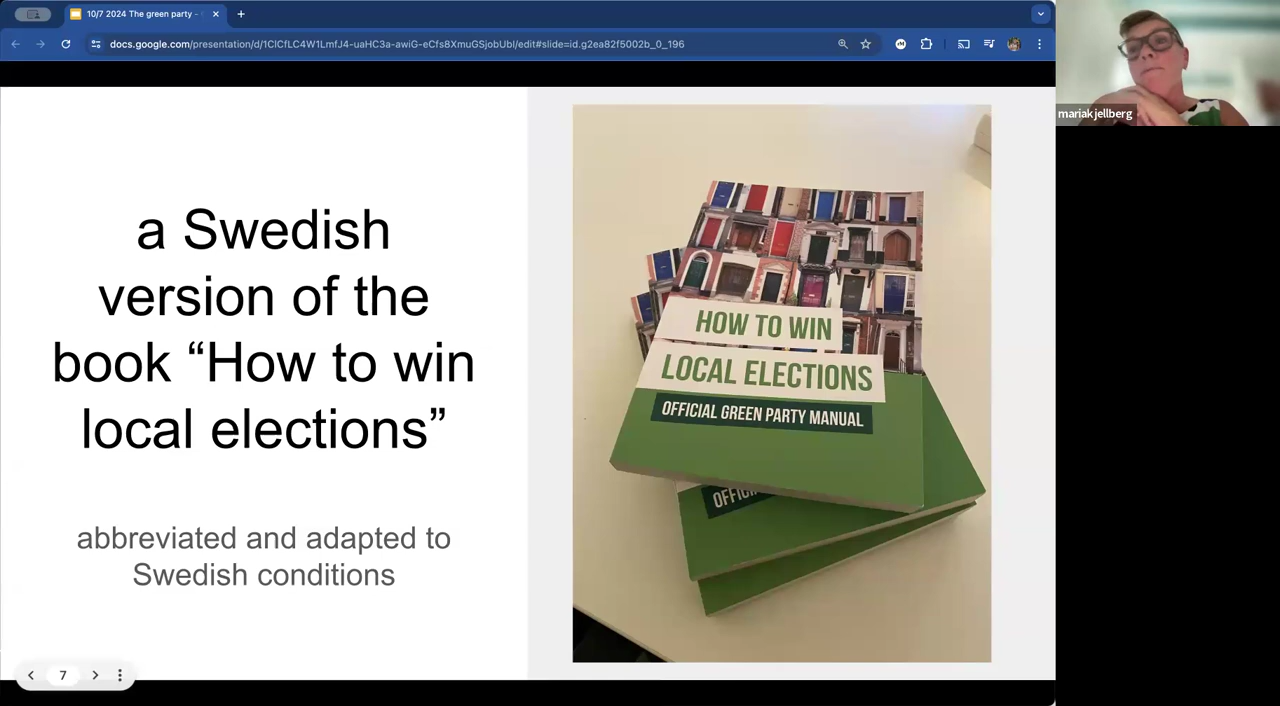 10/7 2024 The green party -
docs.google.com/presentation/d/1ClCfLC4W1LmfJ4-uaHC3a-awiG-eCfs8XmuGSjobUbI/edit#slide=id.g2ea82f5002b_0_196
mariakjellberg
a Swedish
version of the
book “How to win
local elections”
abbreviated and adapted to
Swedish conditions
HOW TO WIN
LOCAL ELECTIONS
OFFICIAL GREEN PARTY MANUAL
7